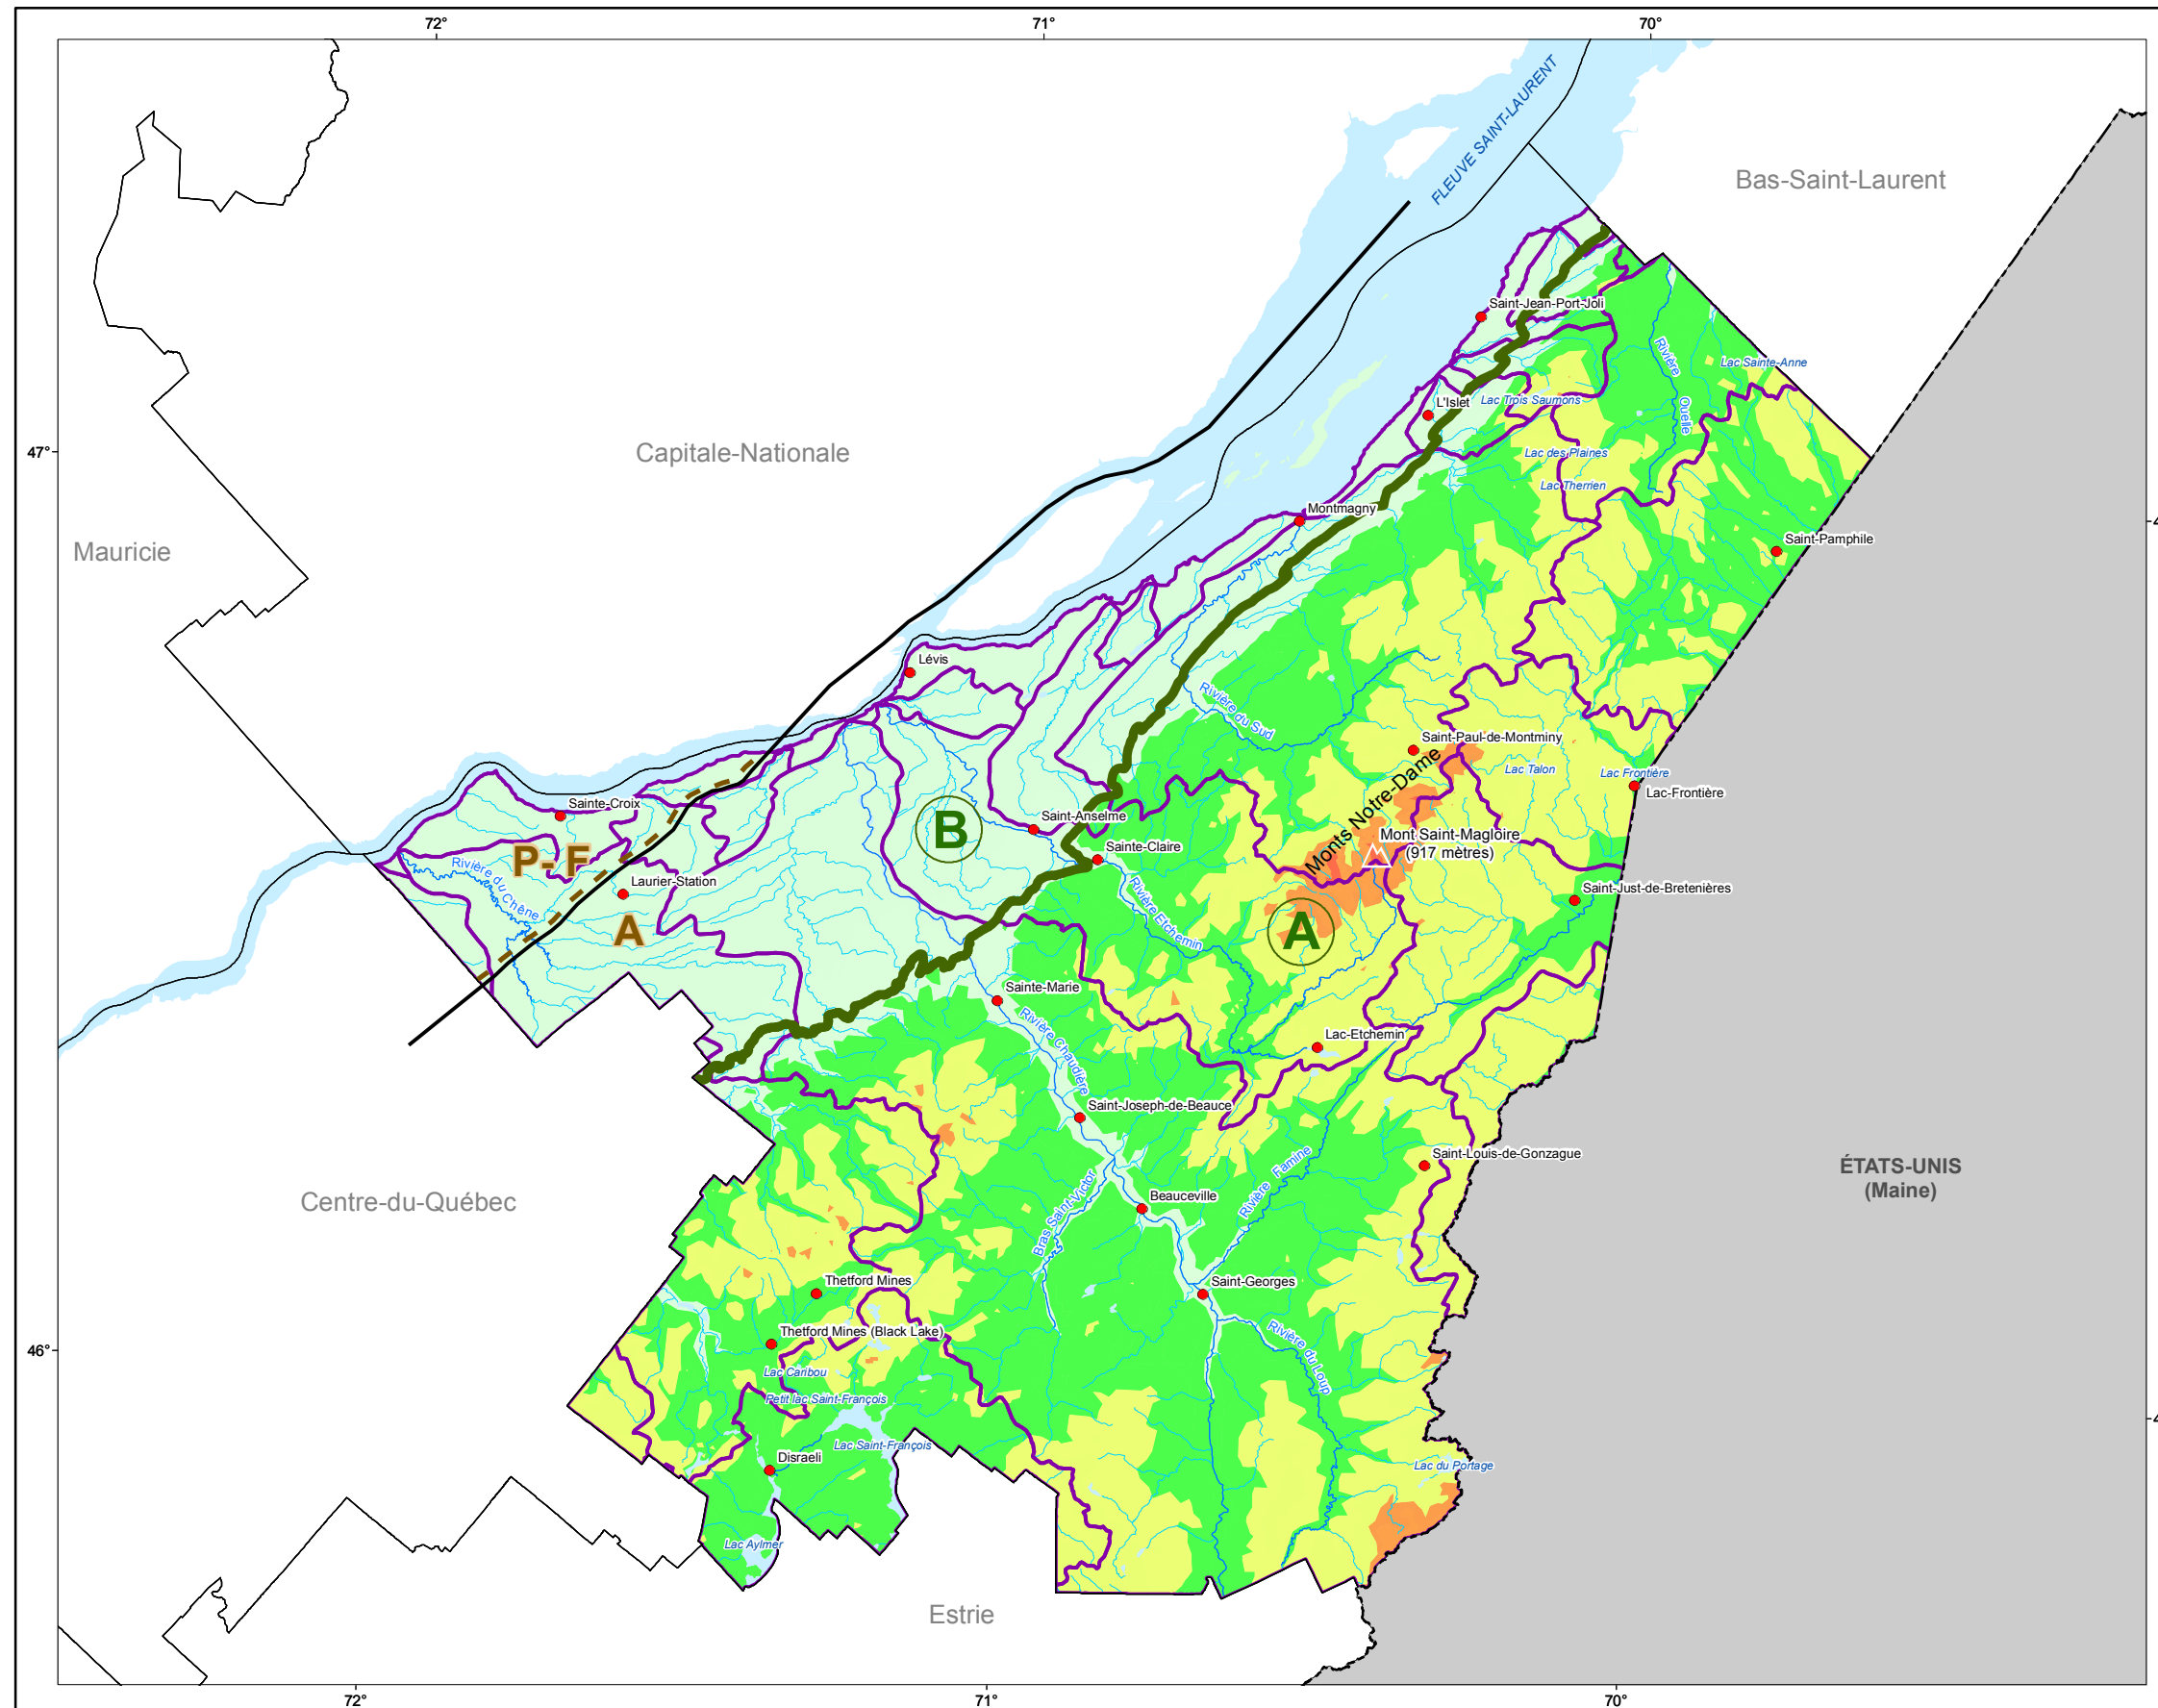 72°
71°
70°
FLEUVE SAINT-LAURENT
Bas-Saint-Laurent
Saint-Jean-Port-Joli
Rivière
Ouelle
Lac Sainte-Anne
L'Islet
Lac Trois Saumons
47°
Capitale-Nationale
Lac des Plaines
Lac Therrien
Montmagny
Mauricie
Saint-Pamphile
Lévis
Rivière du Sud
Saint-Paul-de-Montminy
Lac Talon
Lac Frontière
Lac-Frontière
Monts Notre-Dame
Sainte-Croix
B
Saint-Anselme
Mont Saint-Magloire
(917 mètres)
P- F
Sainte-Claire
Rivière du Chêne
Laurier-Station
Saint-Just-de-Bretenières
A
Rivière Etchemin
A
Sainte-Marie
Rivière Chaudière
Lac-Etchemin
Saint-Joseph-de-Beauce
Saint-Louis-de-Gonzague
ÉTATS-UNIS
(Maine)
Centre-du-Québec
Bras Saint-Victor
Beauceville
Rivière Famine
Thetford Mines
Saint-Georges
Thetford Mines (Black Lake)
Rivière du Loup
46°
Lac Caribou
Petit lac Saint-François
Lac Saint-François
Disraeli
Lac du Portage
Lac Aylmer
Estrie
72°
71°
70°